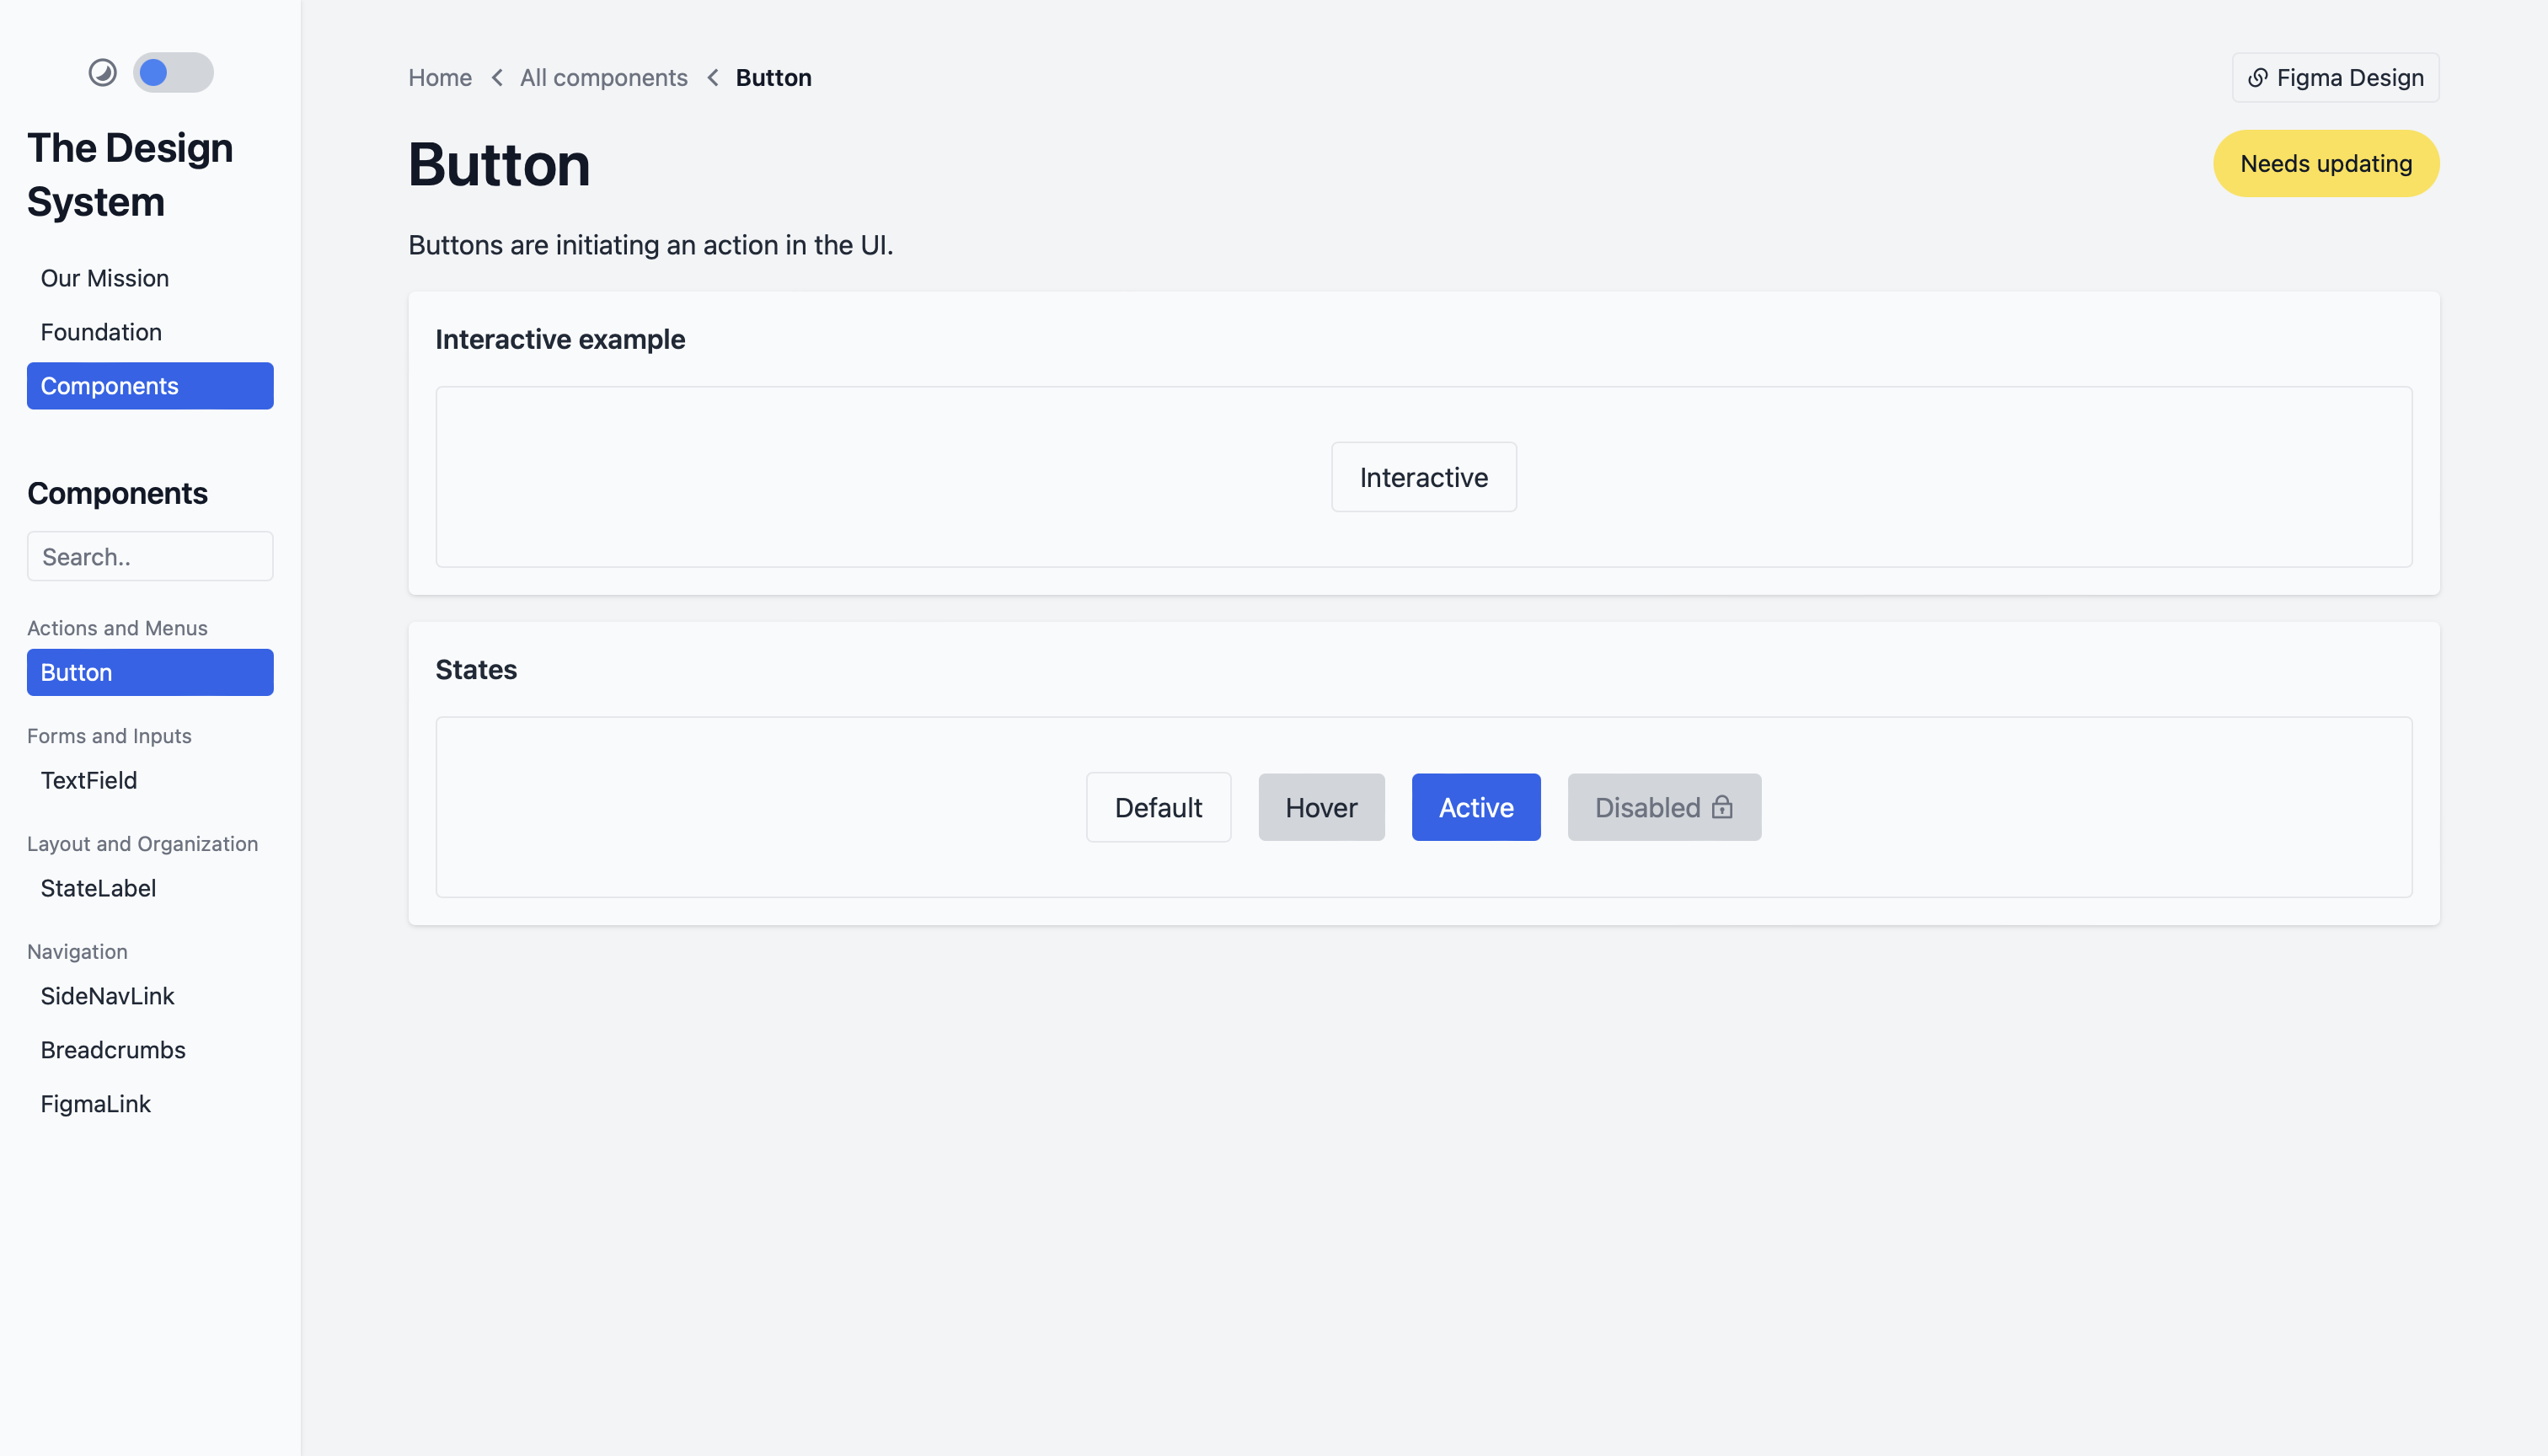 The Design
System
Our Mission
Foundation
Components
Components
Search..
Actions and Menus
Button
Forms and Inputs
TextField
Layout and Organization
StateLabel
Navigation
SideNavLink
Breadcrumbs
FigmaLink
Home All components Button
Figma Design
Button
Needs updating
Buttons are initiating an action in the UI.
Interactive example
Interactive
States
Default Hover Active Disabled